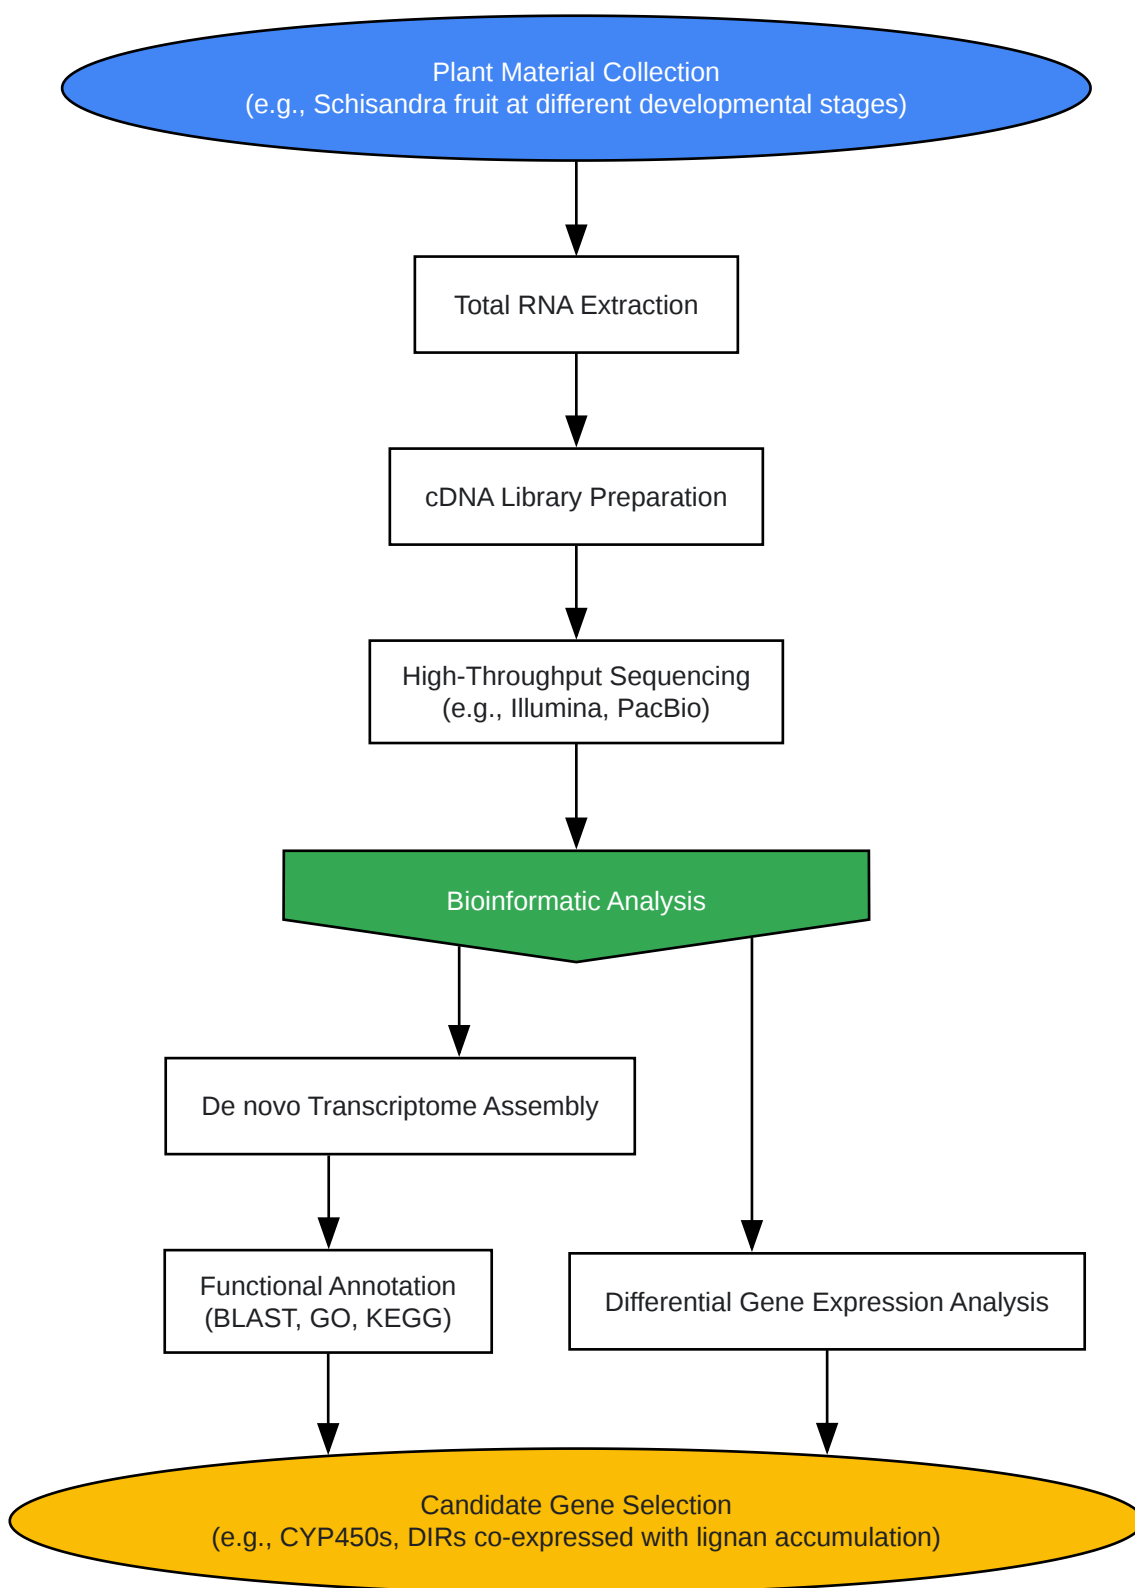 Plant Material Collection
(e.g., Schisandra fruit at different developmental stages)
Total RNA Extraction
cDNA Library Preparation
High-Throughput Sequencing
(e.g., Illumina, PacBio)
Bioinformatic Analysis
De novo Transcriptome Assembly
Functional Annotation
(BLAST, GO, KEGG)
Differential Gene Expression Analysis
Candidate Gene Selection
(e.g., CYP450s, DIRs co-expressed with lignan accumulation)